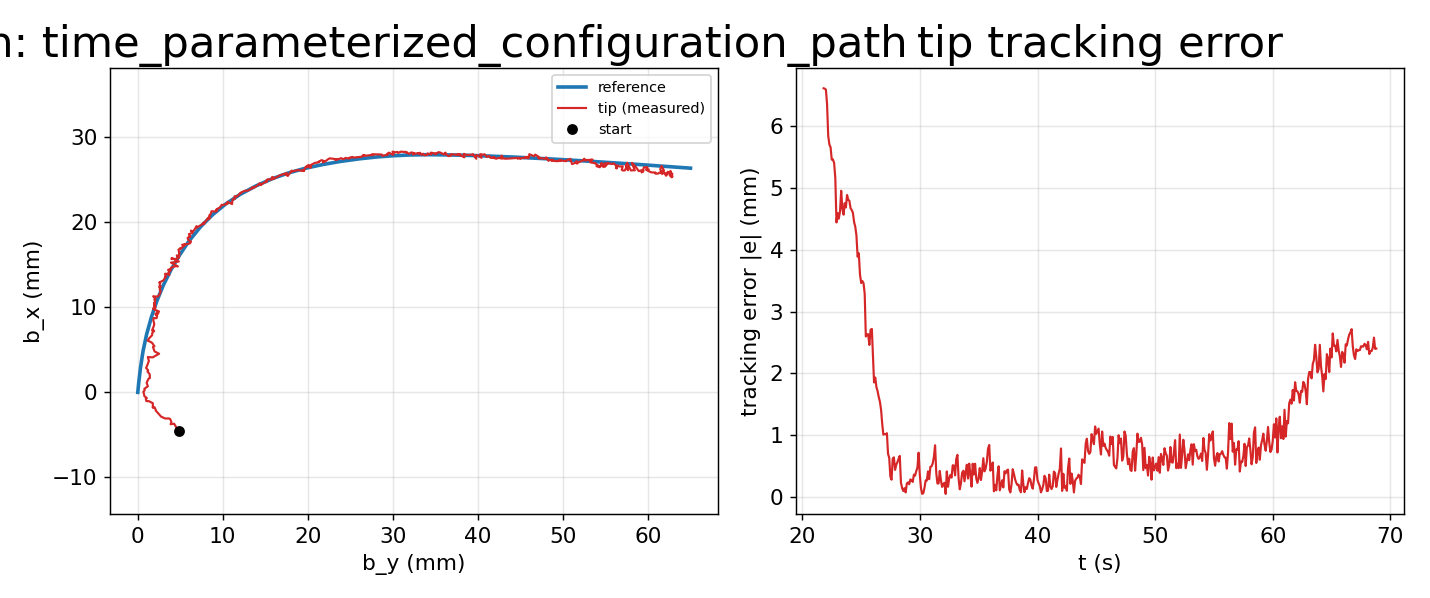 n: time_parameterized_configuration_path
tip tracking error
reference
tip (measured)
start
30
20
10
0
−10
b_x (mm)
0
10
20
30
40
50
60
b_y (mm)
6
5
4
3
2
1
0
tracking error |e| (mm)
20
30
40
50
60
70
t (s)